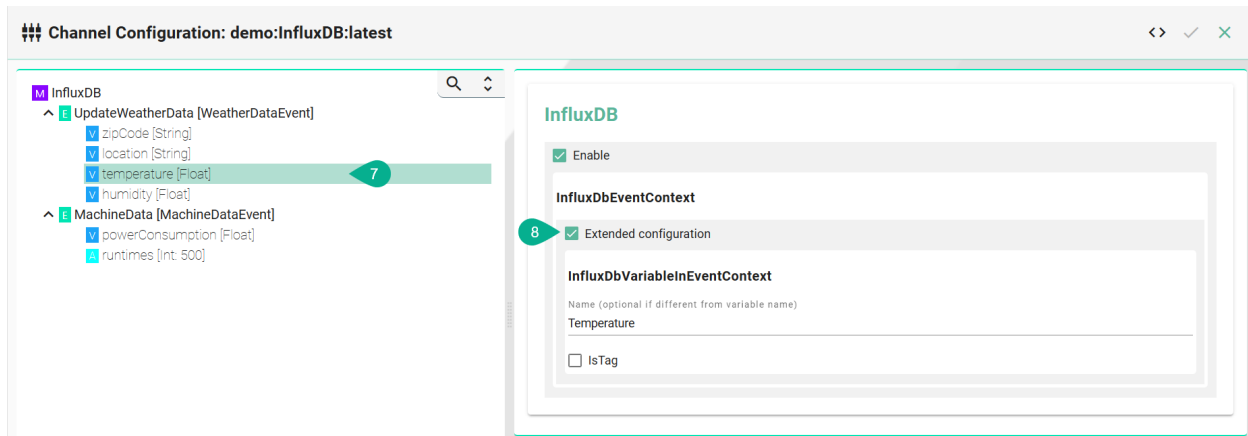 Channel Configuration: demo:InfluxDB:latest
M InfluxDB
E UpdateWeatherData [WeatherDataEvent]
V zipCode [String]
V location [String]
V temperature [Float]
7
V humidity [Float]
E MachineData [MachineDataEvent]
V powerConsumption [Float]
A runtimes [Int: 500]
InfluxDB
Enable
InfluxDbEventContext
8
Extended configuration
InfluxDbVariableInEventContext
Name (optional if different from variable name)
Temperature
IsTag